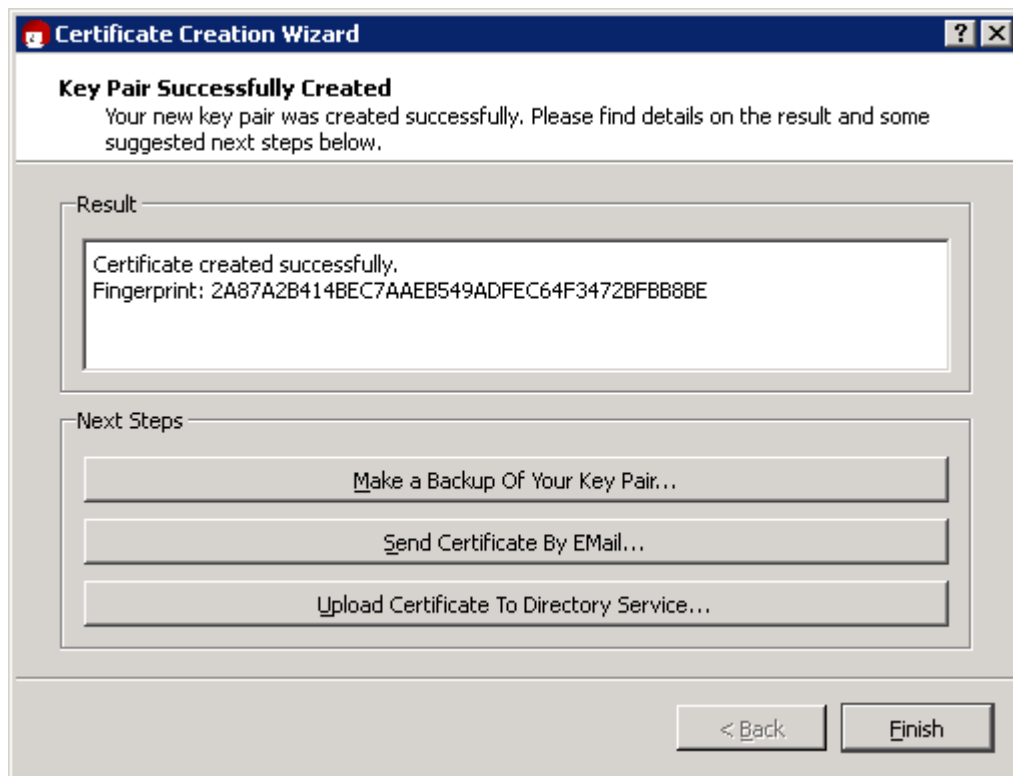 Certificate Creation Wizard
Key Pair Successfully Created
Your new key pair was created successfully. Please find details on the result and some
suggested next steps below.
Result
Certificate created successfully.
Fingerprint: 2A87A2B414BEC7AAEB549ADFEC64F3472BFBB8BE
Next Steps
Make a Backup Of Your Key Pair...
Send Certificate By EMail...
Upload Certificate To Directory Service...
< Back
Finish